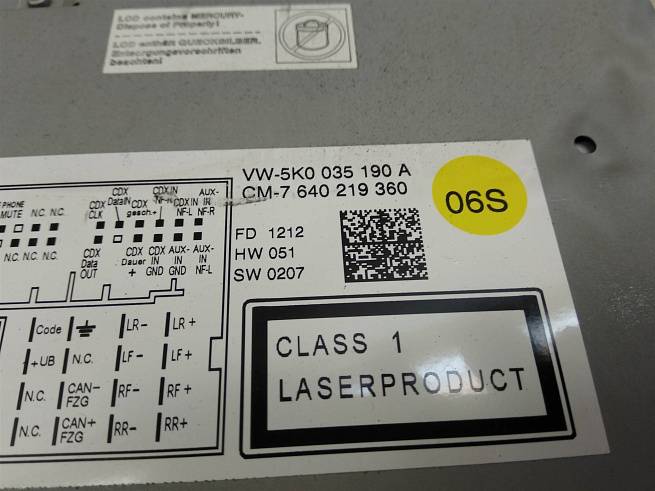 LCD contains MERCURY-
Dispose of Properly!
LCD enthält QUECKSILBER.
Entsorgungsvorschriften
beachten!
VW-5K0 035 190 A
CM-7 640 219 360
06S
FD 1212
HW 051
SW 0207
CLASS 1
LASERPRODUCT
PHONE
MUTE N.C. N.C.
CDX CLK
CDX DataIN
CDX gesch.+
CDX IN NF-R
CDX IN NF-L
AUX-IN NF-R
N.C. N.C. N.C.
CDX Data OUT
CDX Dauer +
CDX IN GND
AUX-IN GND
AUX-IN NF-L
Code LR- LR+
+UB N.C. LF- LF+
N.C. CAN-FZG RF- RF+
N.C. CAN+FZG RR- RR+